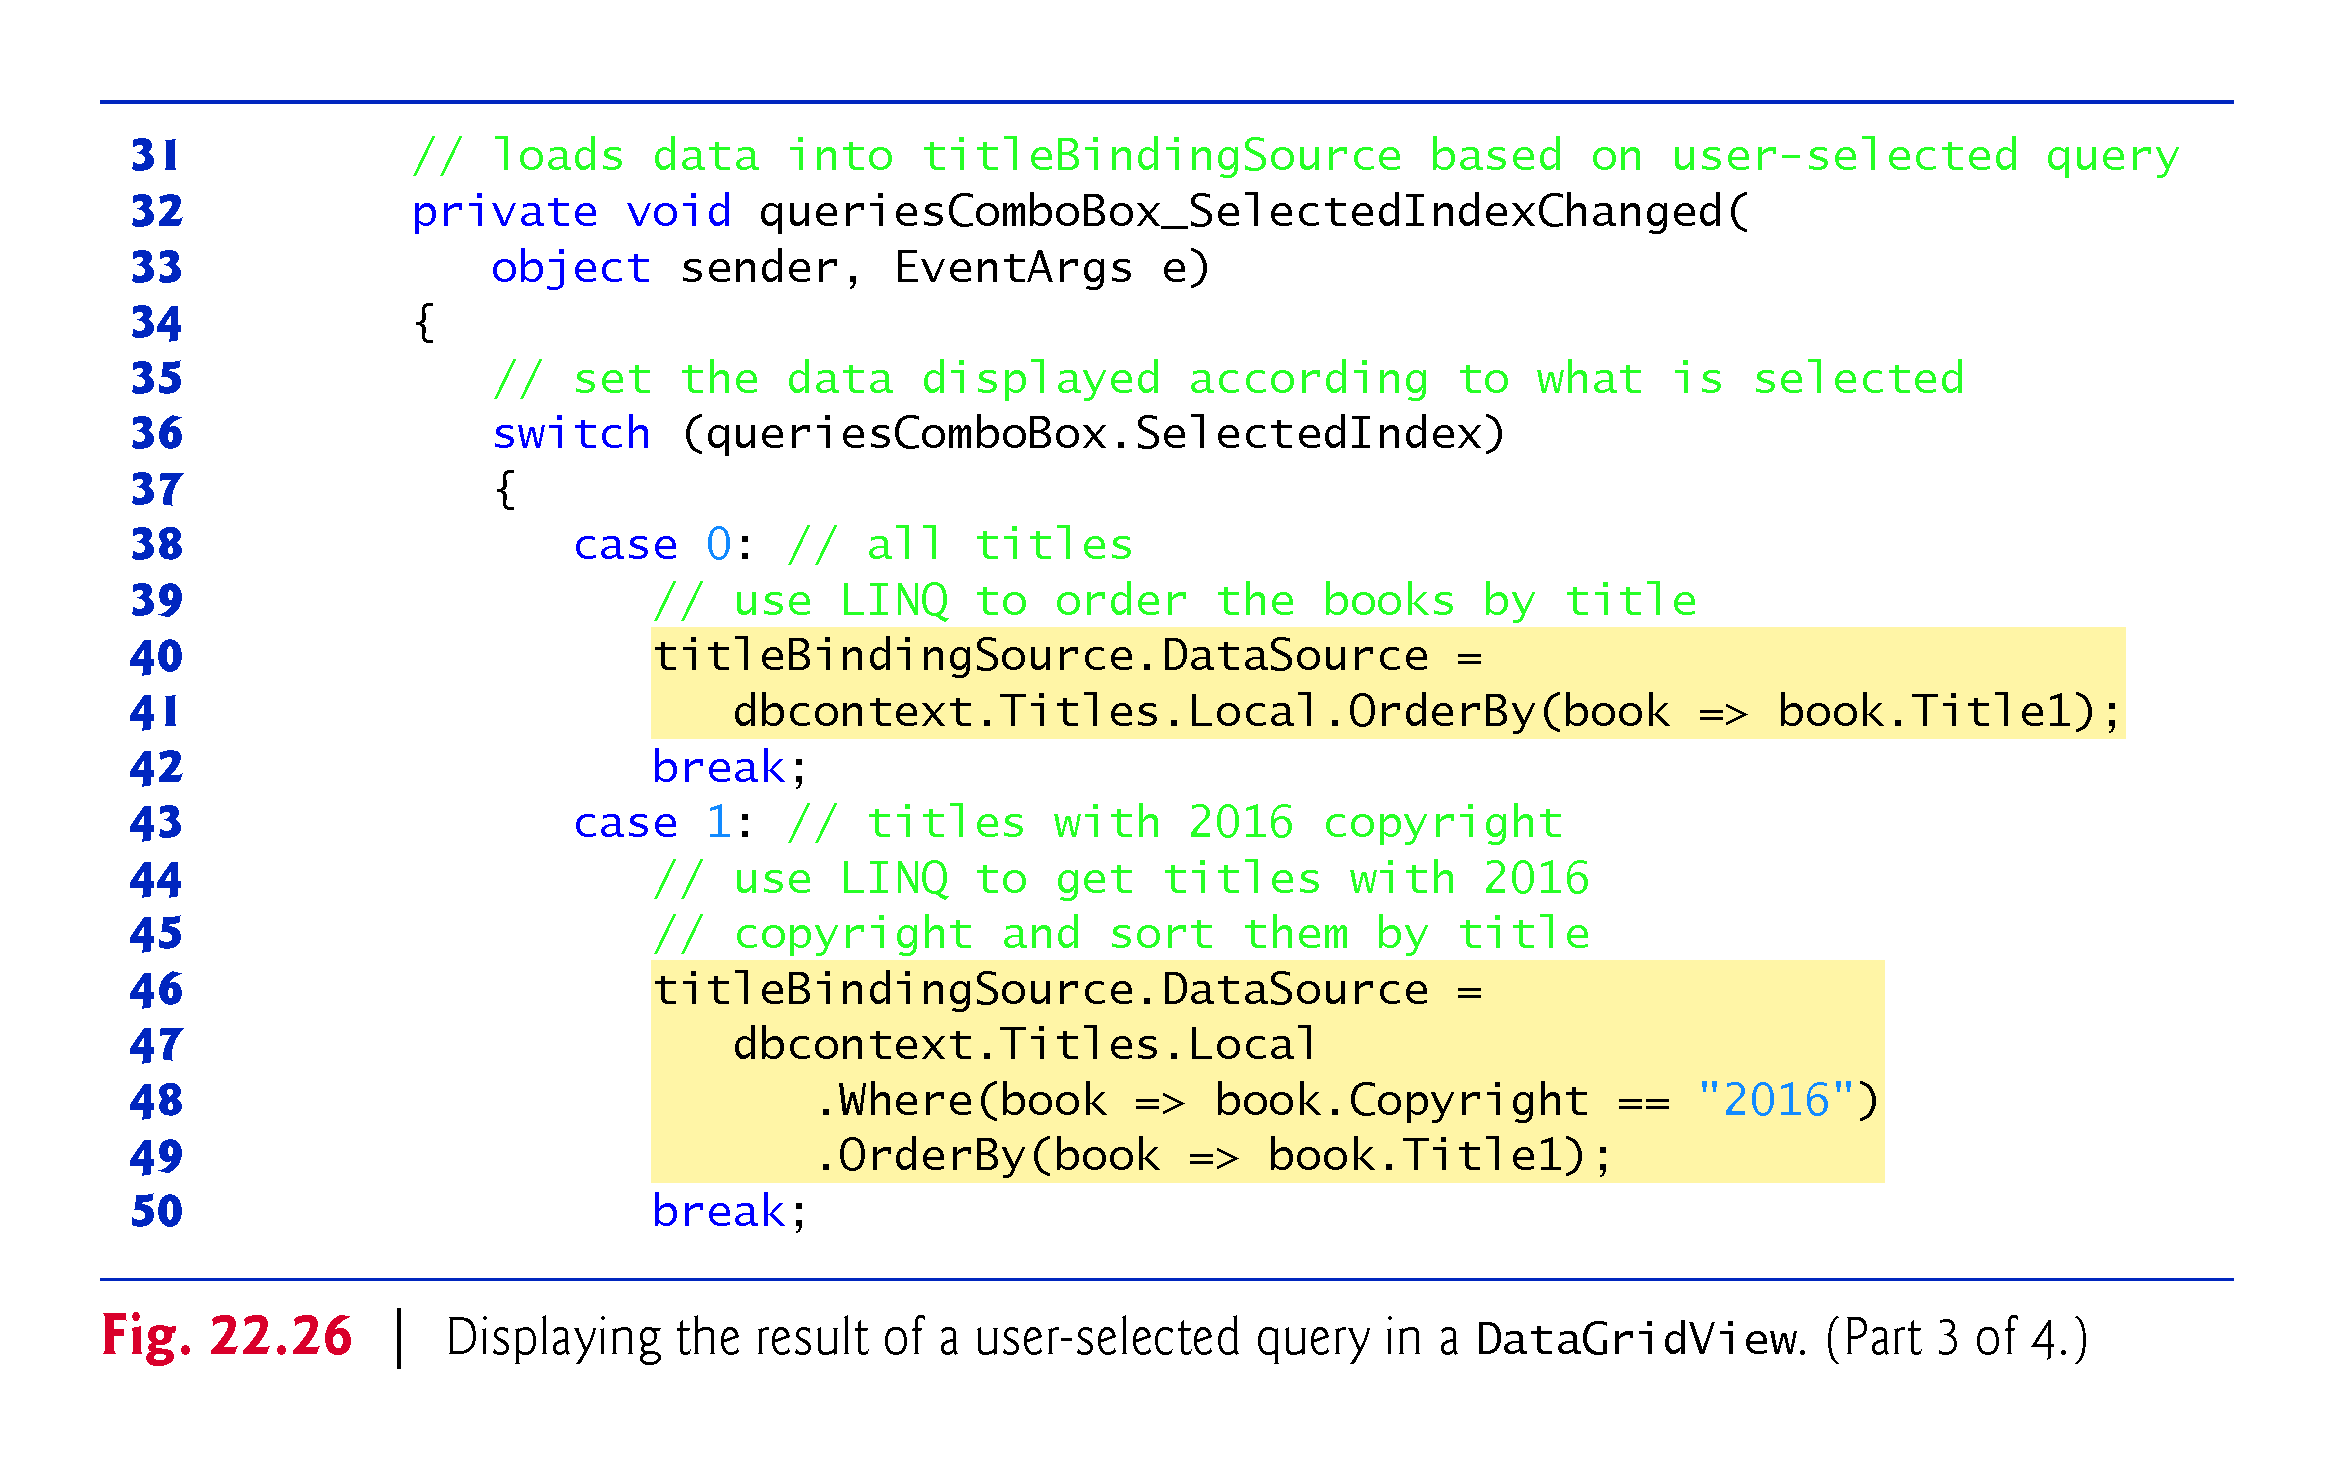 31 // loads data into titleBindingSource based on user-selected query
32 private void queriesComboBox_SelectedIndexChanged(
33 object sender, EventArgs e)
34 {
35 // set the data displayed according to what is selected
36 switch (queriesComboBox.SelectedIndex)
37 {
38 case 0: // all titles
39 // use LINQ to order the books by title
40 titleBindingSource.DataSource =
41 dbcontext.Titles.Local.OrderBy(book => book.Title1);
42 break;
43 case 1: // titles with 2016 copyright
44 // use LINQ to get titles with 2016
45 // copyright and sort them by title
46 titleBindingSource.DataSource =
47 dbcontext.Titles.Local
48 .Where(book => book.Copyright == "2016")
49 .OrderBy(book => book.Title1);
50 break;
Fig. 22.26 | Displaying the result of a user-selected query in a DataGridView. (Part 3 of 4.)